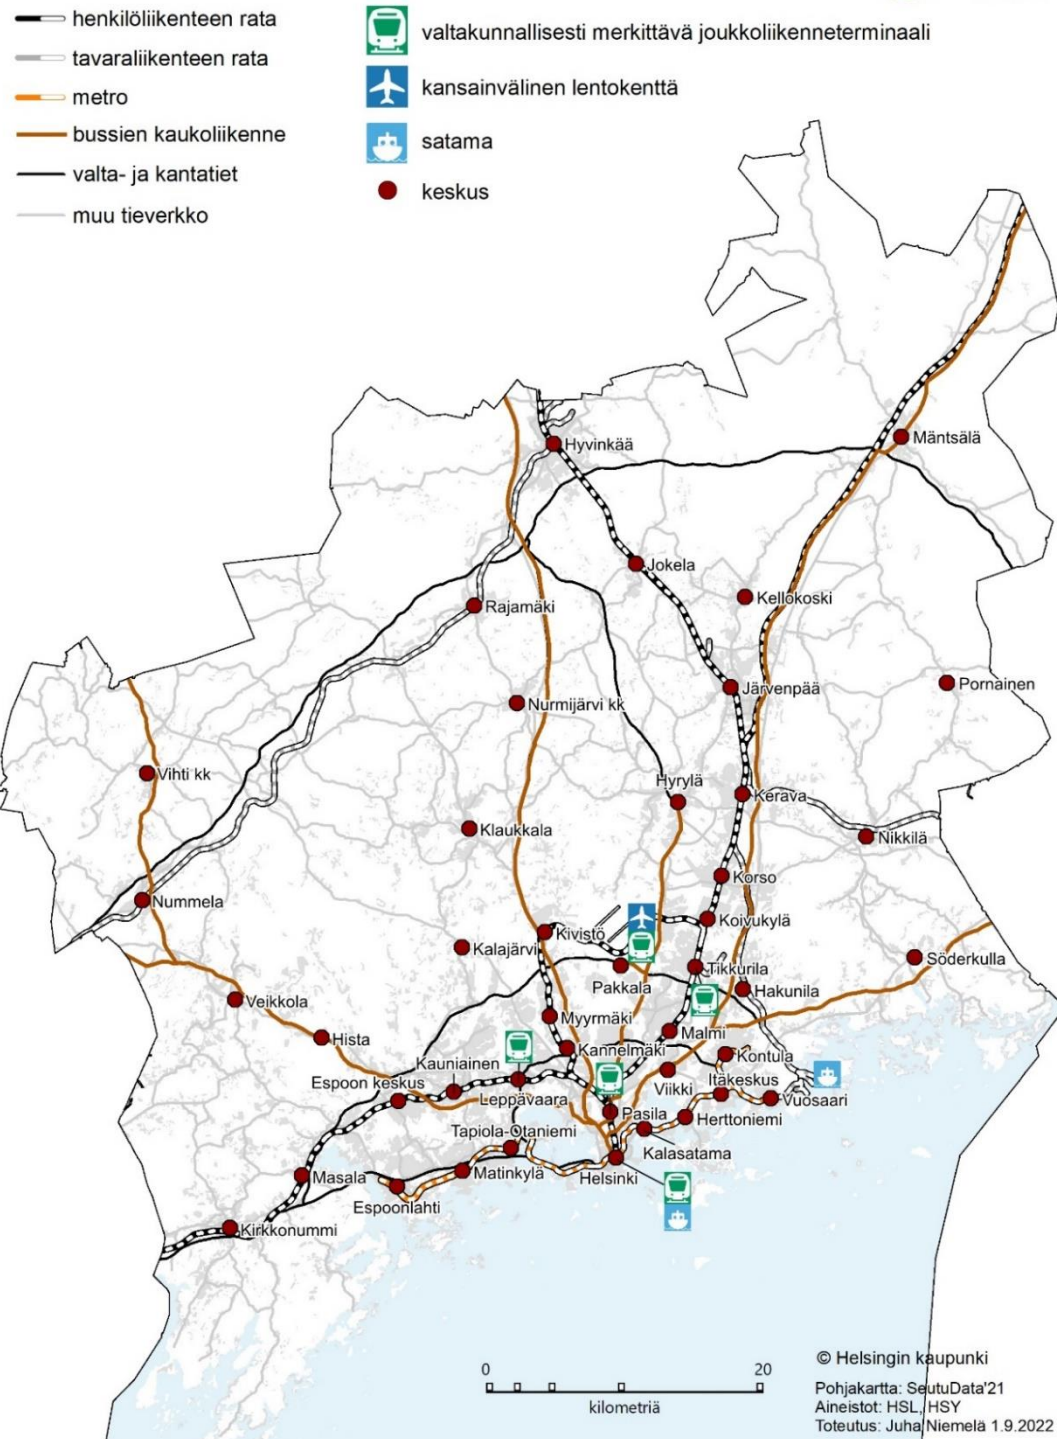 henkilöliikenteen rata
tavaraliikenteen rata
metro
bussien kaukoliikenne
valta- ja kantatiet
muu tieverkko
valtakunnallisesti merkittävä joukkoliikenneterminaali
kansainvälinen lentokenttä
satama
keskus
Hyvinkää
Mäntsälä
Jokela
Kellokoski
Rajamäki
Järvenpää
Pornainen
Nurmijärvi kk
Vihti kk
Hyrylä
Kerava
Klaukkala
Nikkilä
Korso
Nummela
Koivukylä
Kivistö
Kalajärvi
Söderkulla
Tikkurila
Pakkala
Hakunila
Veikkola
Myyrmäki
Malmi
Hista
Kannelmäki
Kontula
Kauniainen
Espoon keskus
Viikki
Itäkeskus
Leppävaara
Vuosaari
Pasila
Herttoniemi
Tapiola-Otaniemi
Kalasatama
Matinkylä
Helsinki
Masala
Espoonlahti
Kirkkonummi
0 20
kilometriä
© Helsingin kaupunki
Pohjakartta: SeutuData'21
Aineistot: HSL, HSY
Toteutus: Juha Niemelä 1.9.2022